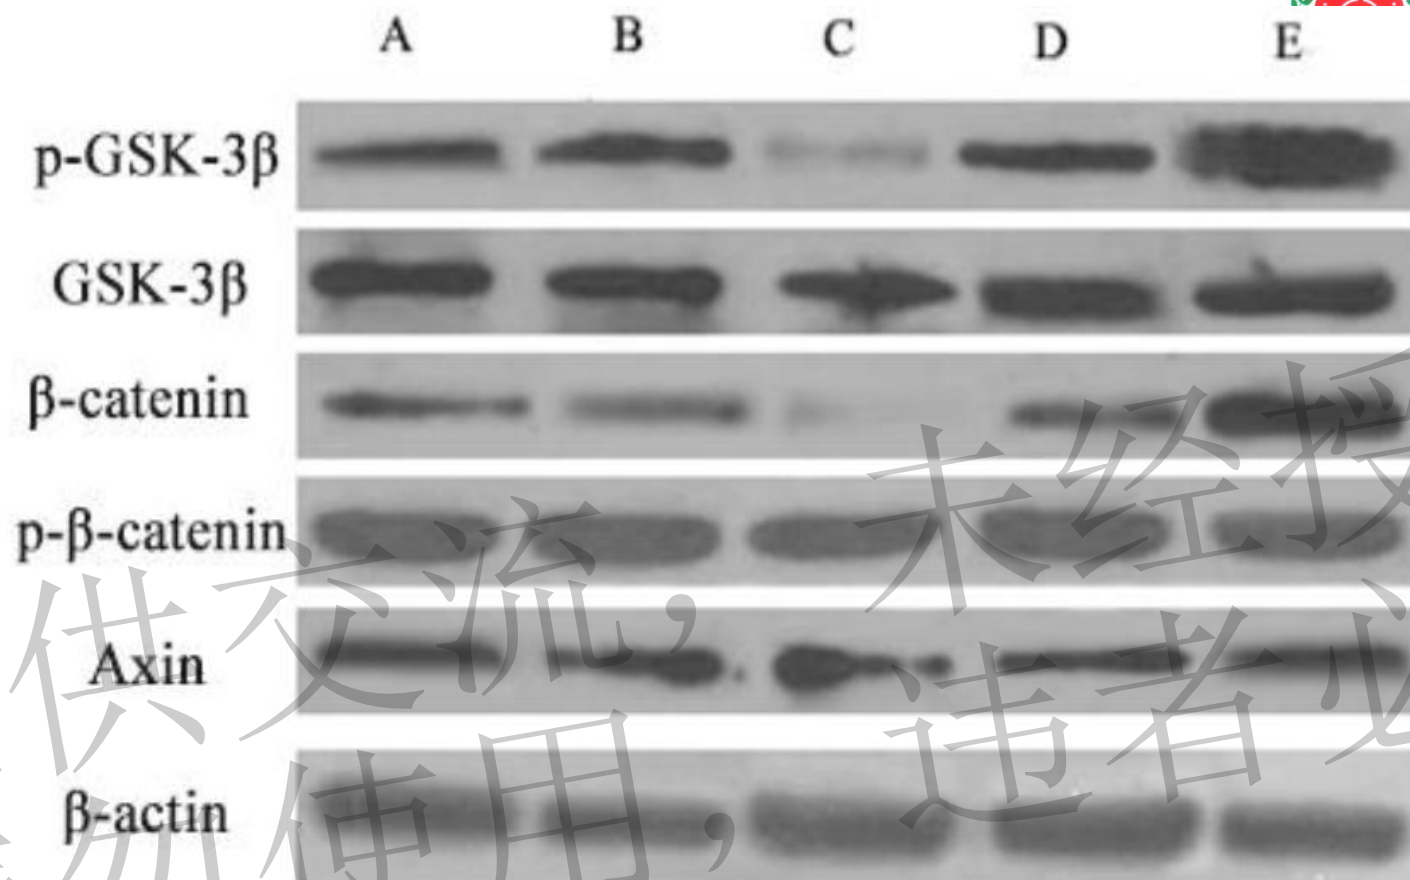 A B C D E
p-GSK-3β
GSK-3β
β-catenin
p-β-catenin
Axin
β-actin
供交流，未经授
使用，违者必